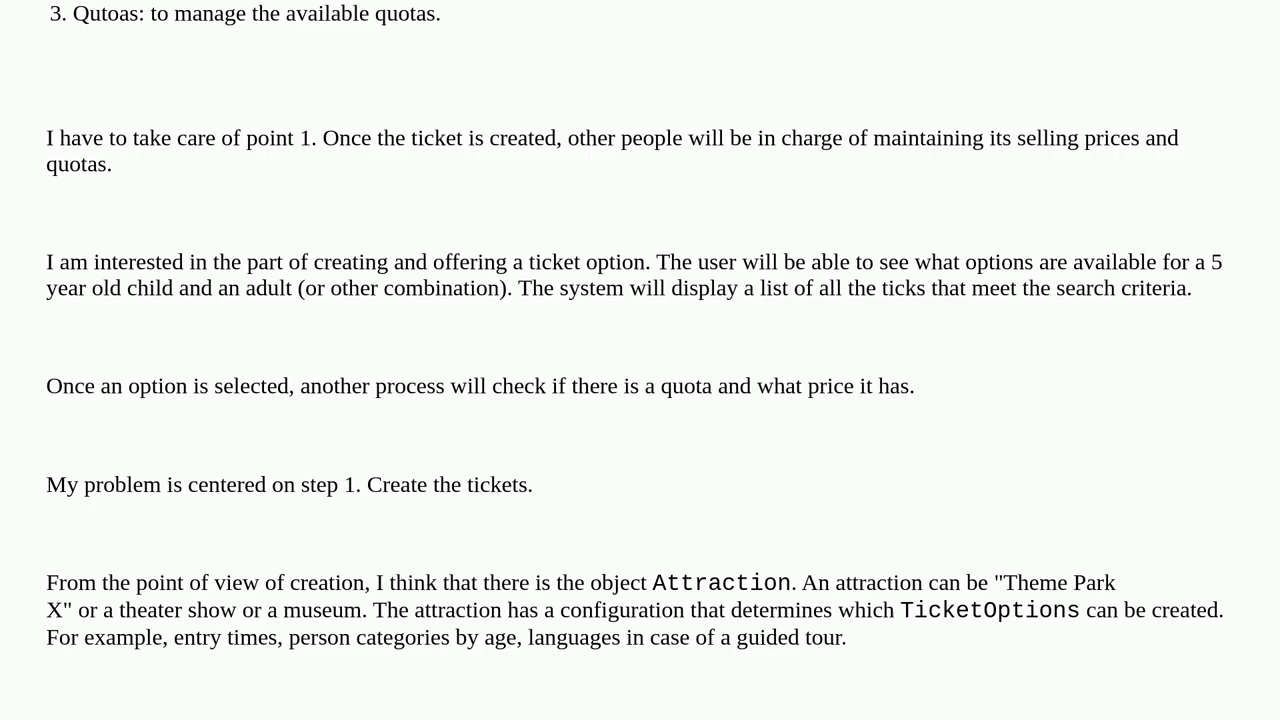 3. Qutoas: to manage the available quotas.
I have to take care of point 1. Once the ticket is created, other people will be in charge of maintaining its selling prices and
quotas.
I am interested in the part of creating and offering a ticket option. The user will be able to see what options are available for a 5
year old child and an adult (or other combination). The system will display a list of all the ticks that meet the search criteria.
Once an option is selected, another process will check if there is a quota and what price it has.
My problem is centered on step 1. Create the tickets.
From the point of view of creation, I think that there is the object Attraction. An attraction can be "Theme Park
X" or a theater show or a museum. The attraction has a configuration that determines which TicketOptions can be created.
For example, entry times, person categories by age, languages in case of a guided tour.